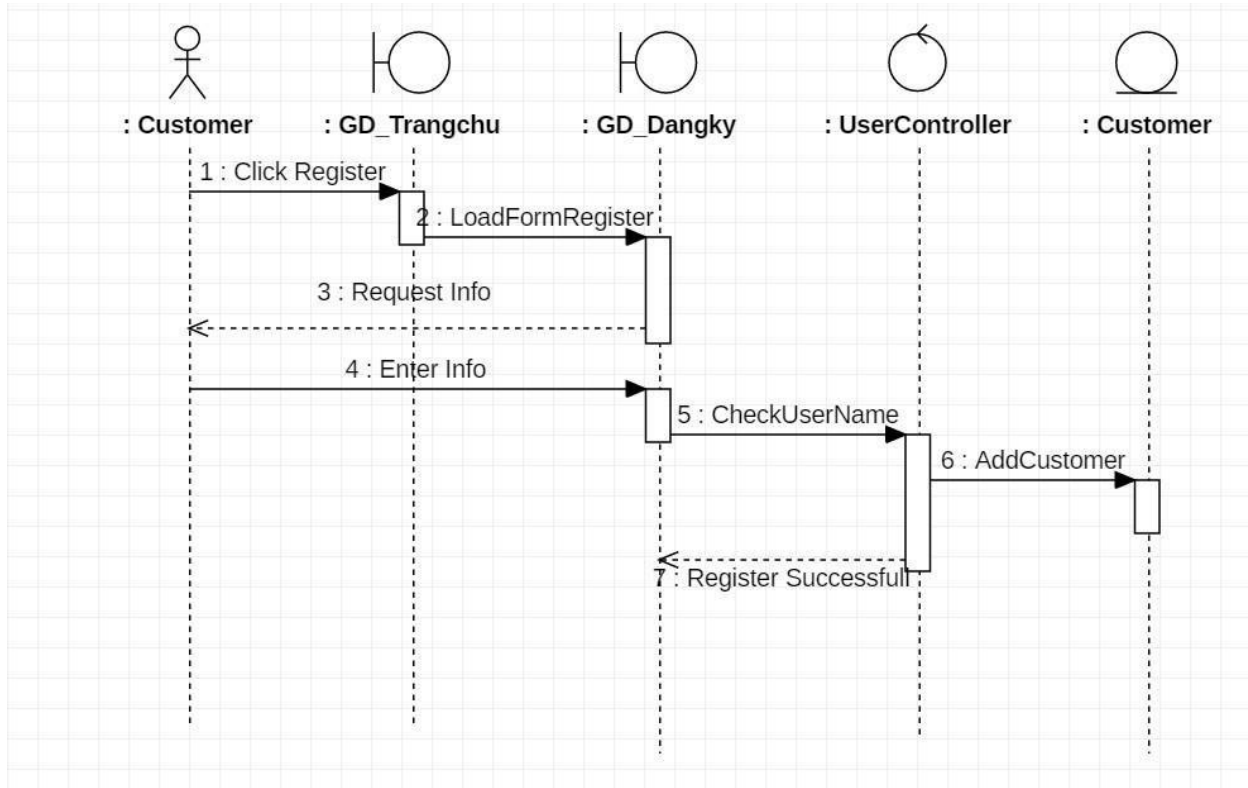 : Customer
: GD_Trangchu
: GD_Dangky
: UserController
: Customer
1 : Click Register
2 : LoadFormRegister
3 : Request Info
4 : Enter Info
5 : CheckUserName
6 : AddCustomer
7 : Register Successfull